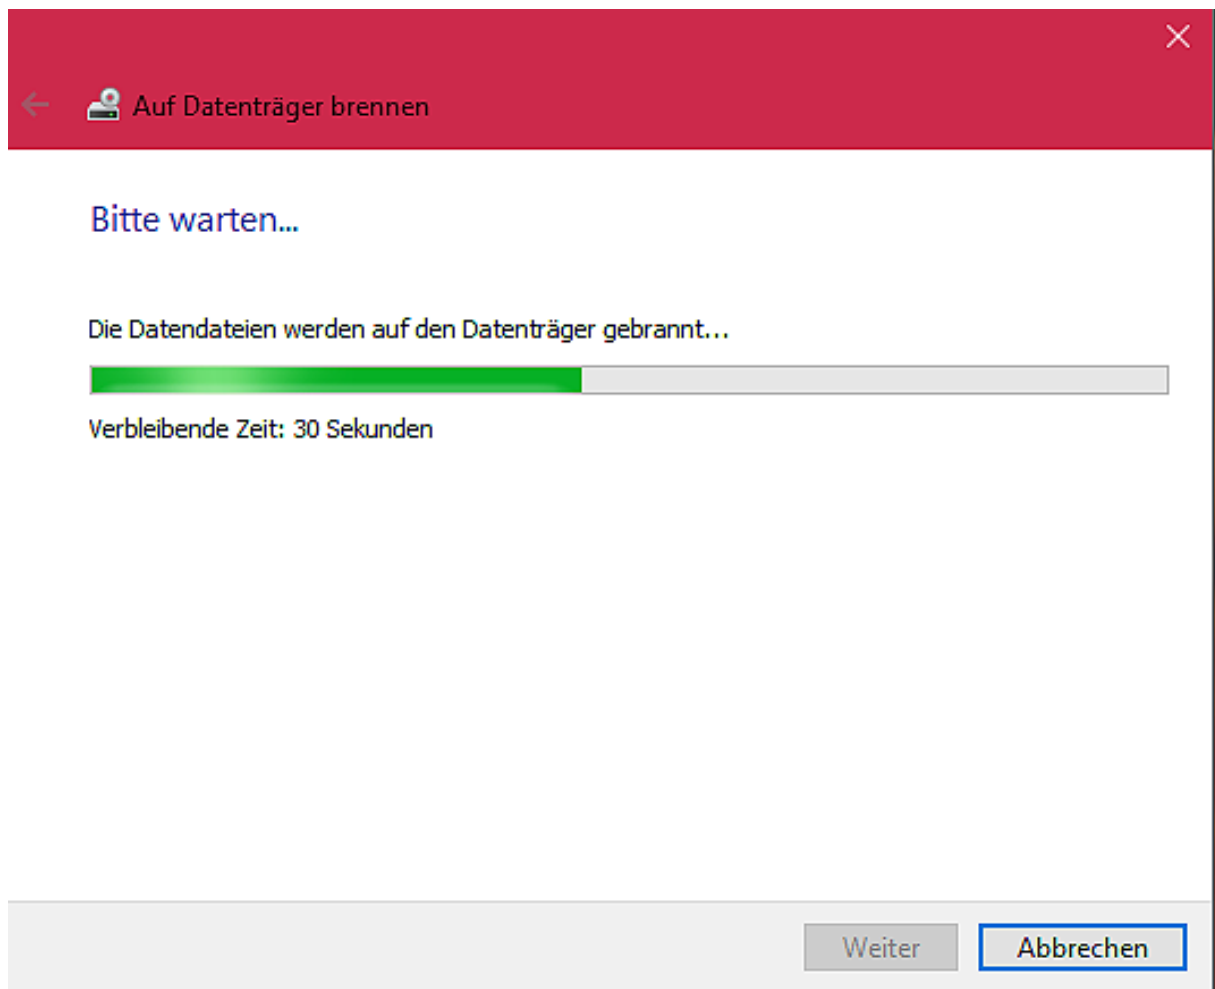 Auf Datenträger brennen
Bitte warten...
Die Datendateien werden auf den Datenträger gebrannt...
Verbleibende Zeit: 30 Sekunden
Weiter
Abbrechen